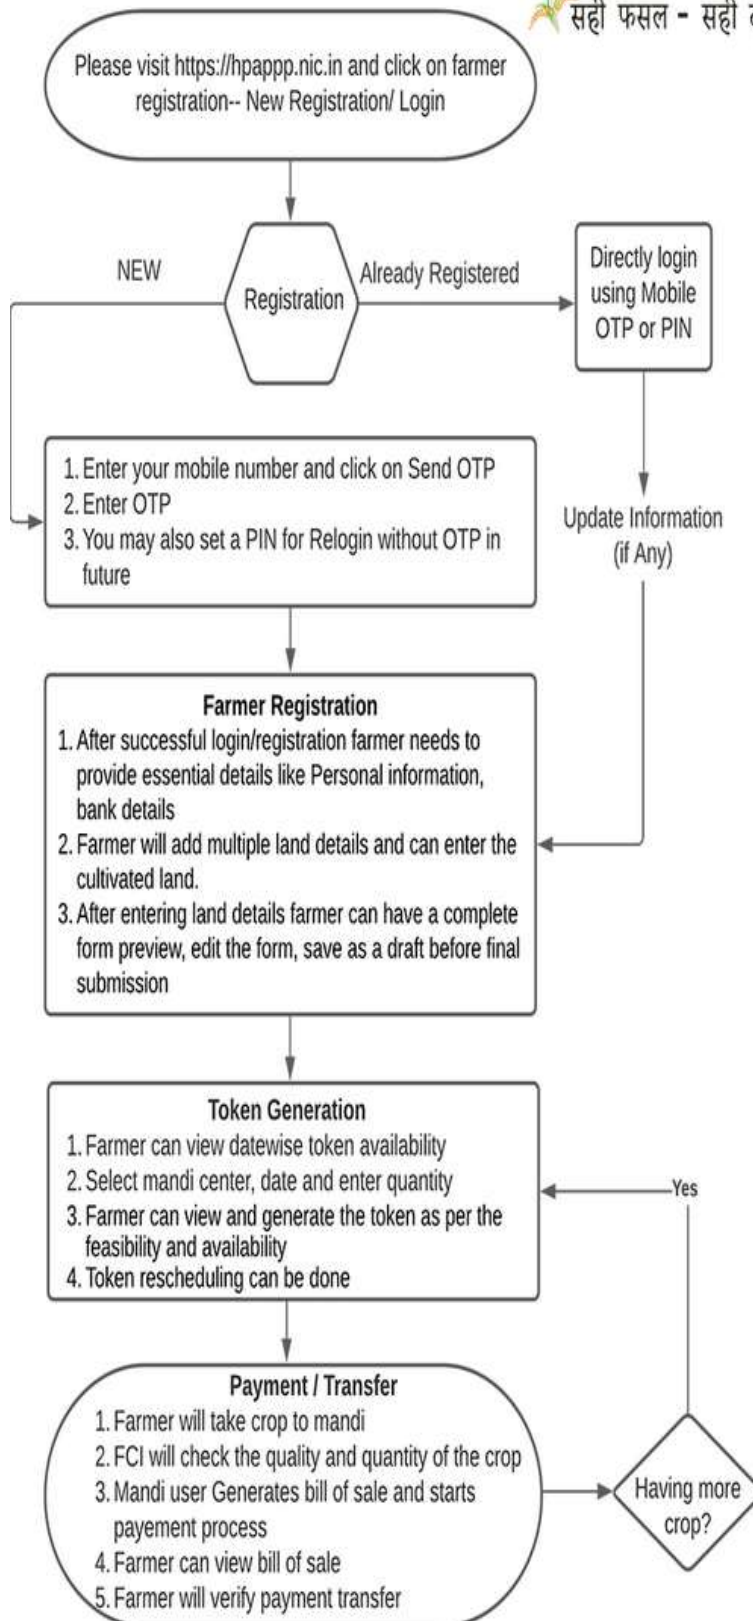 सही फसल - सही
Please visit https://hpappp.nic.in and click on farmer
registration-- New Registration/ Login
NEW
Registration
Already Registered
Directly login
using Mobile
OTP or PIN
1. Enter your mobile number and click on Send OTP
2. Enter OTP
3. You may also set a PIN for Relogin without OTP in
future
Update Information
(if Any)
Farmer Registration
1. After successful login/registration farmer needs to
provide essential details like Personal information,
bank details
2. Farmer will add multiple land details and can enter the
cultivated land.
3. After entering land details farmer can have a complete
form preview, edit the form, save as a draft before final
submission
Token Generation
1. Farmer can view datewise token availability
2. Select mandi center, date and enter quantity
3. Farmer can view and generate the token as per the
feasibility and availability
4. Token rescheduling can be done
Yes
Payment / Transfer
1. Farmer will take crop to mandi
2. FCI will check the quality and quantity of the crop
3. Mandi user Generates bill of sale and starts
payement process
4. Farmer can view bill of sale
5. Farmer will verify payment transfer
Having more
crop?